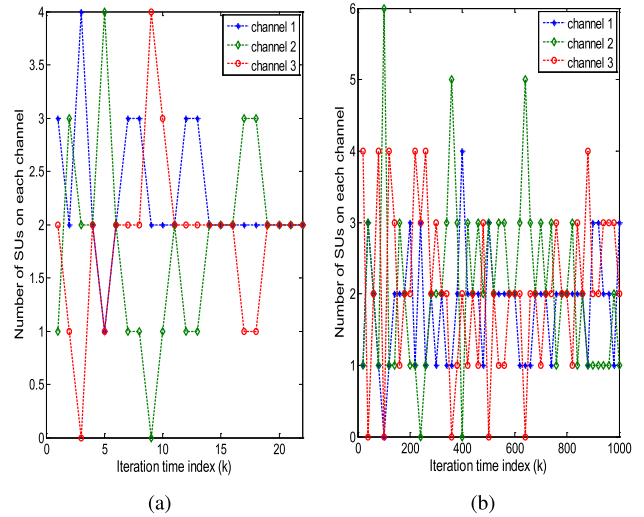 channel 1
channel 2
channel 3
Number of SUs on each channel
4
3.5
3
2.5
2
1.5
1
0.5
0
0 5 10 15 20
Iteration time index (k)
(a)
channel 1
channel 2
channel 3
Number of SUs on each channel
6
5
4
3
2
1
0
0 200 400 600 800 1000
Iteration time index (k)
(b)